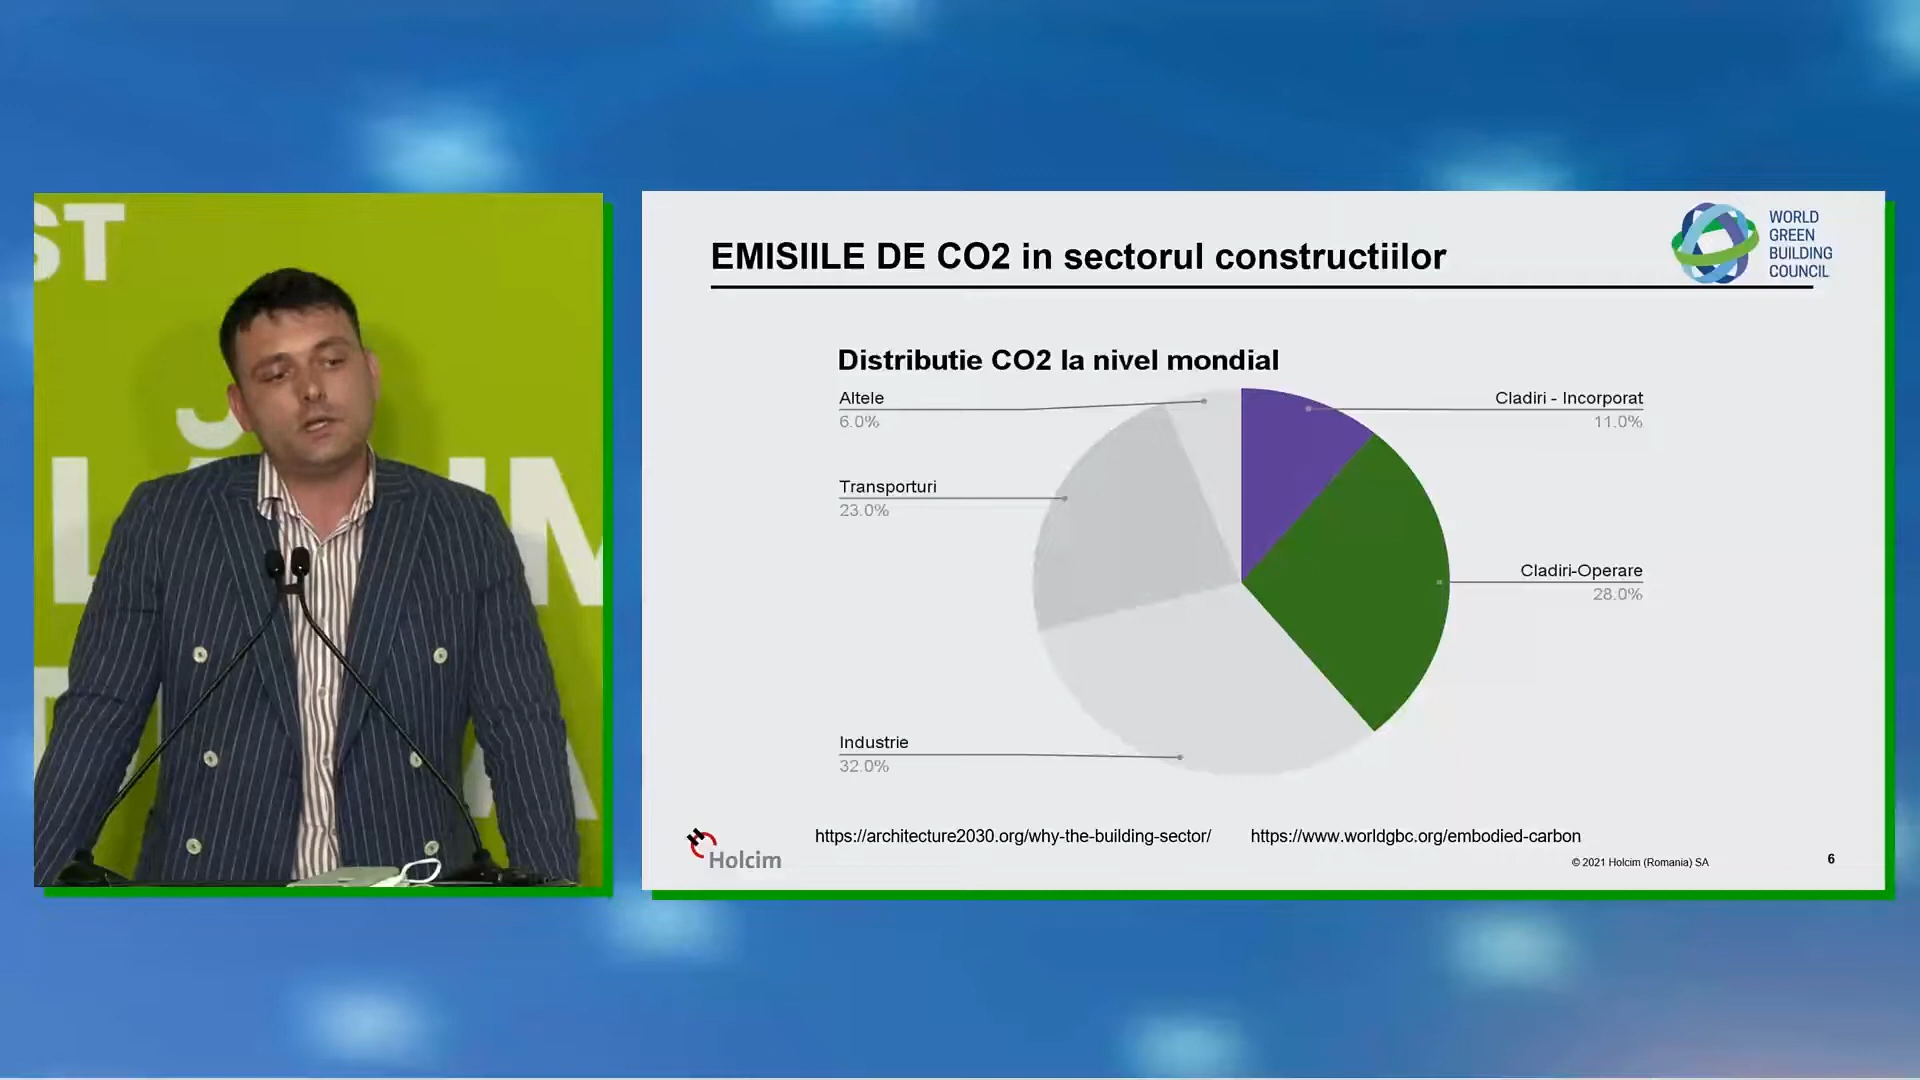 ST
EMISIILE DE CO2 in sectorul constructiilor
WORLD
GREEN
BUILDING
COUNCIL
Distributie CO2 la nivel mondial
Altele
6.0%
Cladiri - Incorporat
11.0%
Transporturi
23.0%
Cladiri-Operare
28.0%
Industrie
32.0%
Holcim
https://architecture2030.org/why-the-building-sector/ https://www.worldgbc.org/embodied-carbon
© 2021 Holcim (Romania) SA
6